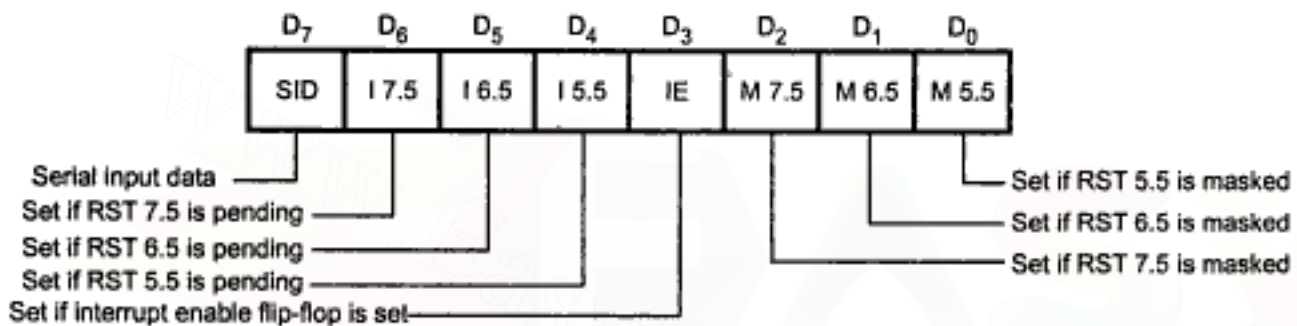 D7 D6 D5 D4 D3 D2 D1 D0
SID I 7.5 I 6.5 I 5.5 IE M 7.5 M 6.5 M 5.5
Serial input data
Set if RST 7.5 is pending
Set if RST 6.5 is pending
Set if RST 5.5 is pending
Set if interrupt enable flip-flop is set
Set if RST 5.5 is masked
Set if RST 6.5 is masked
Set if RST 7.5 is masked